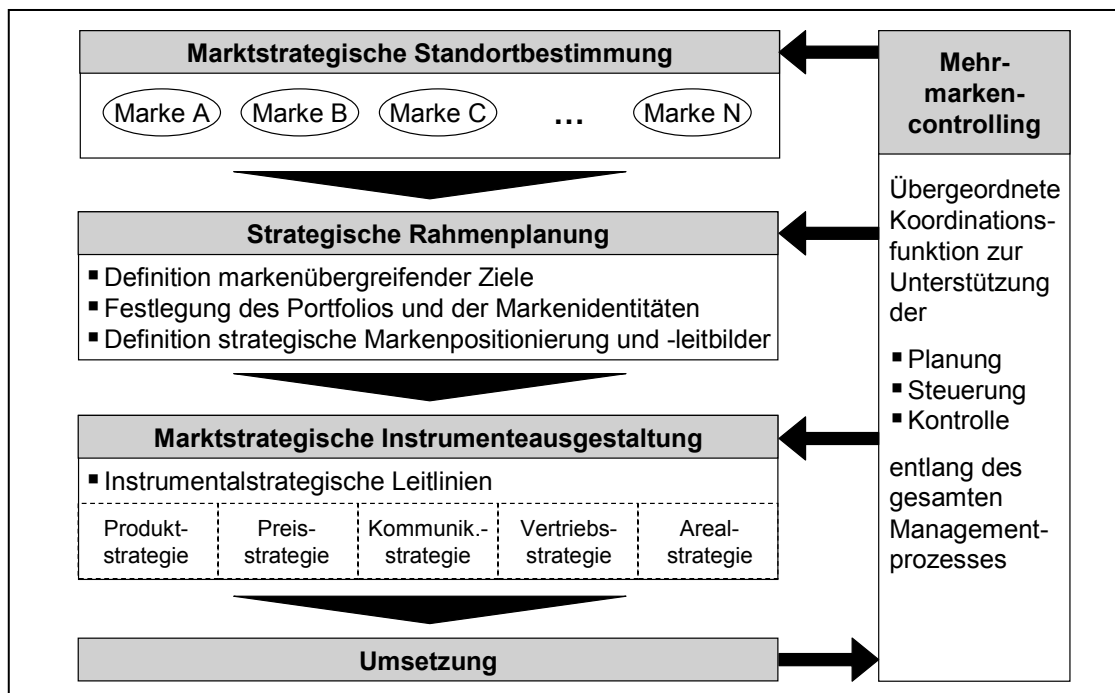 Marktstrategische Standortbestimmung
Marke A Marke B Marke C ... Marke N
Strategische Rahmenplanung
▪ Definition markenübergreifender Ziele
▪ Festlegung des Portfolios und der Markenidentitäten
▪ Definition strategische Markenpositionierung und -leitbilder
Marktstrategische Instrumenteausgestaltung
▪ Instrumentalstrategische Leitlinien
Produkt-
strategie
Preis-
strategie
Kommunik.-
strategie
Vertriebs-
strategie
Areal-
strategie
Umsetzung
Mehr-
marken-
controlling
Übergeordnete
Koordinations-
funktion zur
Unterstützung
der
▪ Planung
▪ Steuerung
▪ Kontrolle
entlang des
gesamten
Management-
prozesses